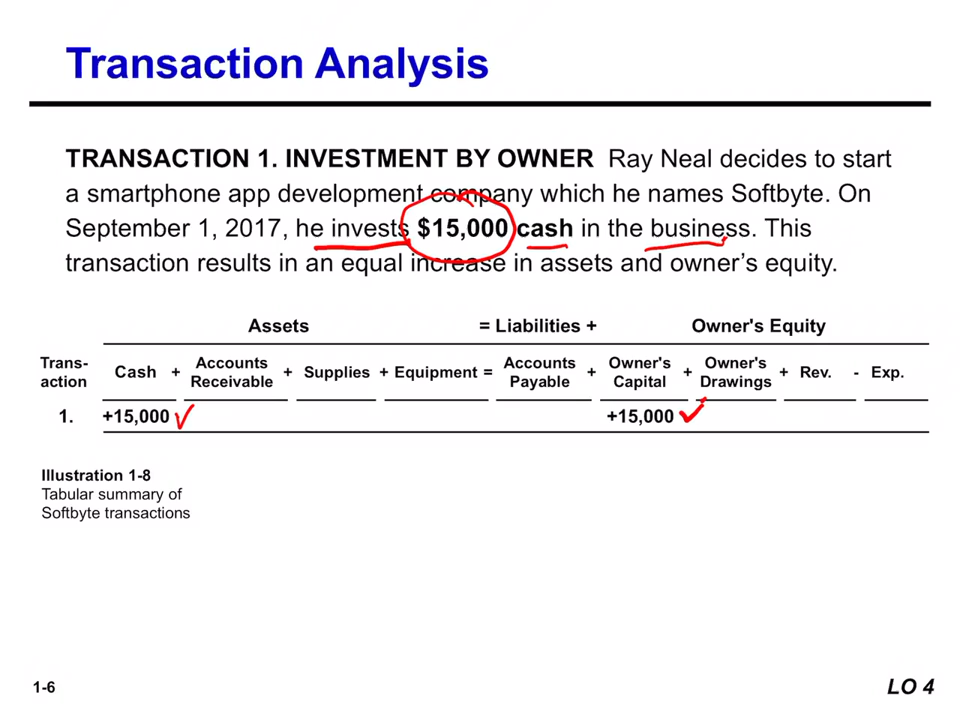 Transaction Analysis
TRANSACTION 1. INVESTMENT BY OWNER Ray Neal decides to start
a smartphone app development company which he names Softbyte. On
September 1, 2017, he invests $15,000 cash in the business. This
transaction results in an equal increase in assets and owner’s equity.
Assets = Liabilities + Owner's Equity
Trans- Accounts Accounts Owner's Owner's
action Cash + Receivable + Supplies + Equipment = Payable + Capital + Drawings + Rev. - Exp.
1. +15,000 +15,000
Illustration 1-8
Tabular summary of
Softbyte transactions
1-6 LO 4